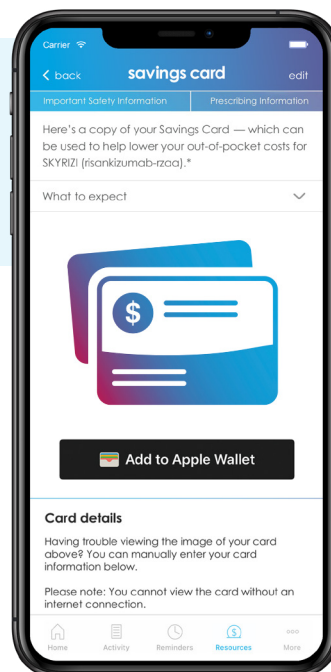 Carrier
back
savings card
edit
Important Safety Information
Prescribing Information
Here's a copy of your Savings Card — which can
be used to help lower your out-of-pocket costs for
SKYRIZI (risankizumab-rzaa).*
What to expect
$
Add to Apple Wallet
Card details
Having trouble viewing the image of your card
above? You can manually enter your card
information below.
Please note: You cannot view the card without an
internet connection.
$
Home
Activity
Reminders
Resources
More